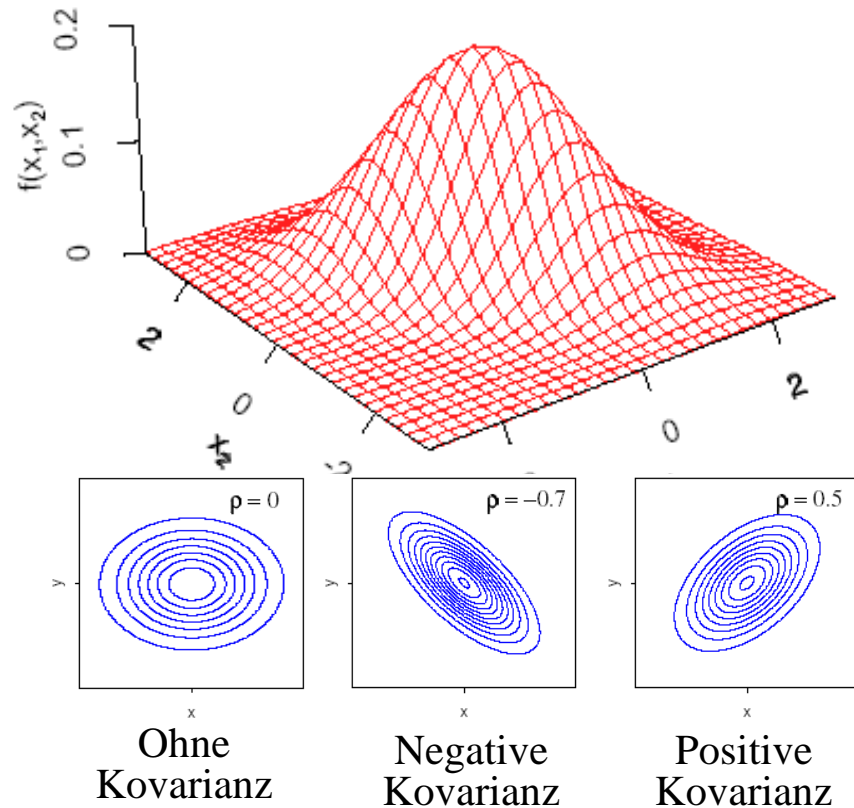 0.2
f(x₁,x₂)
0.1
0
2
0
x₂
2
0
ρ = 0
ρ = −0.7
ρ = 0.5
y
y
y
x
x
x
Ohne
Kovarianz
Negative
Kovarianz
Positive
Kovarianz